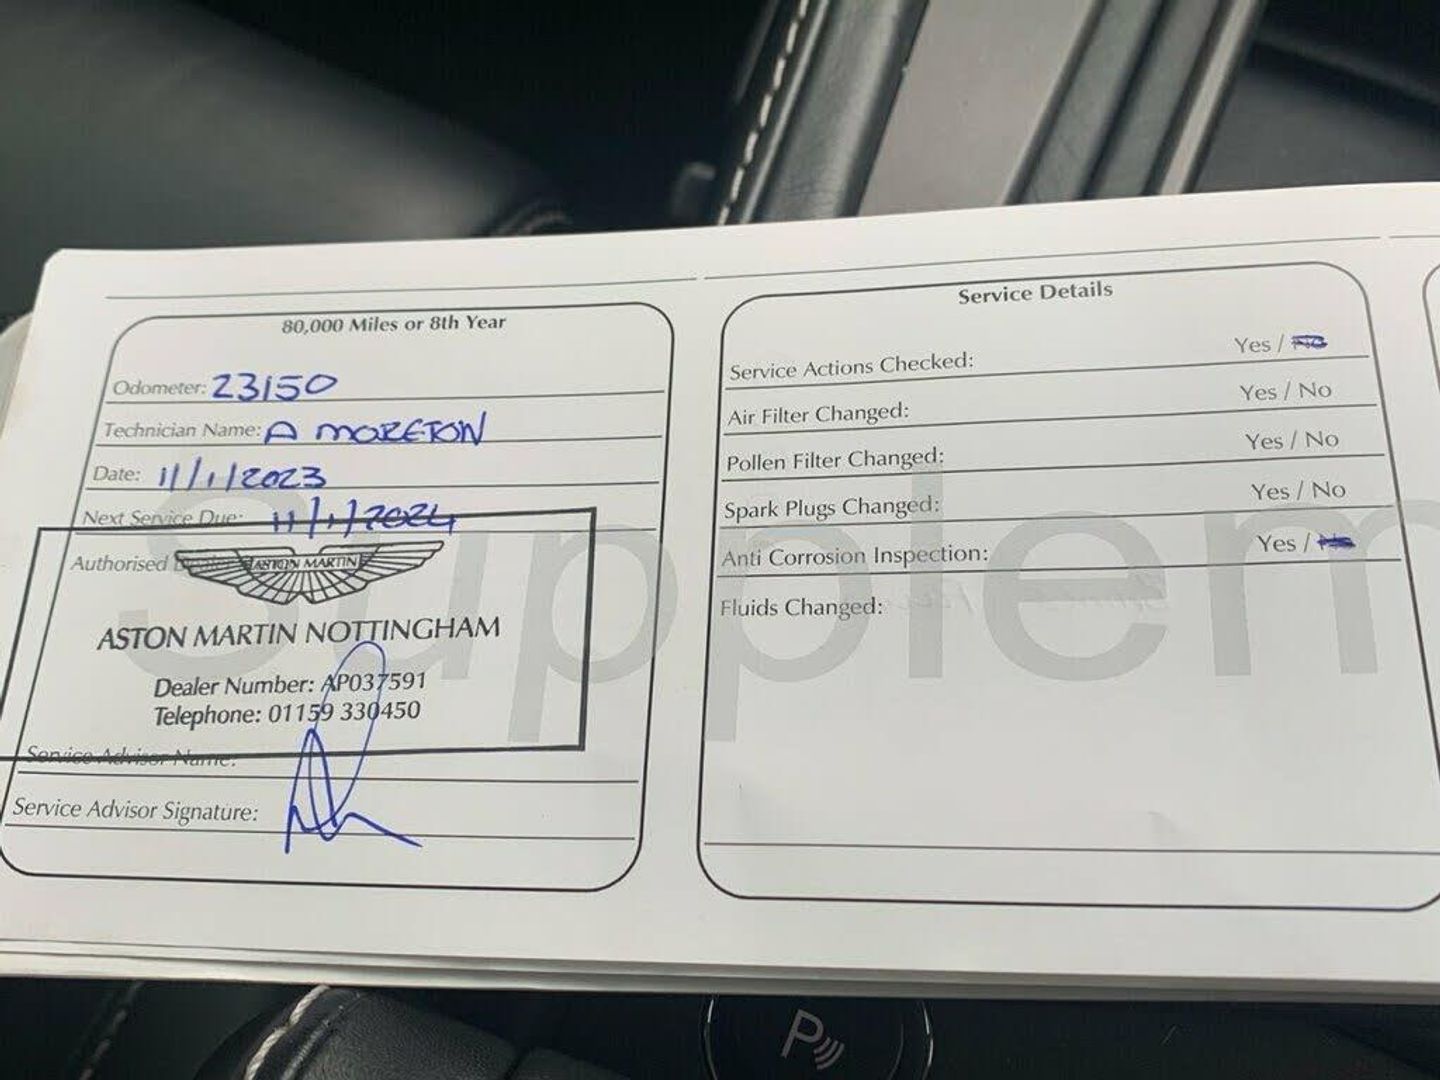 80,000 Miles or 8th Year
Odometer: 23150
Technician Name: A MORETON
Date: 11/1/2023
Next Service Due: 11/1/2024
Authorised
ASTON MARTIN
ASTON MARTIN NOTTINGHAM
Dealer Number: AP037591
Telephone: 01159 330450
Service Advisor Name:
Service Advisor Signature:
Service Details
Service Actions Checked: Yes / No
Air Filter Changed: Yes / No
Pollen Filter Changed: Yes / No
Spark Plugs Changed: Yes / No
Anti Corrosion Inspection: Yes / No
Fluids Changed:
Supplem
P